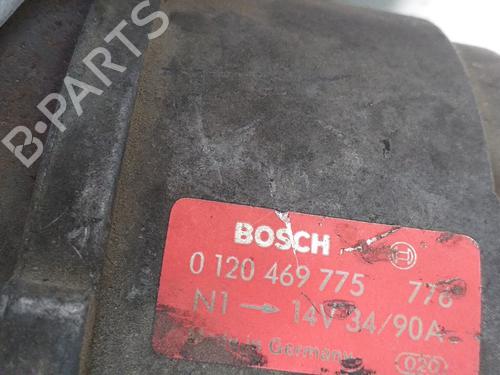 B-PARTS
BOSCH
0 120 469 775 776
N1 → 14V 34/90A
Made in Germany 020